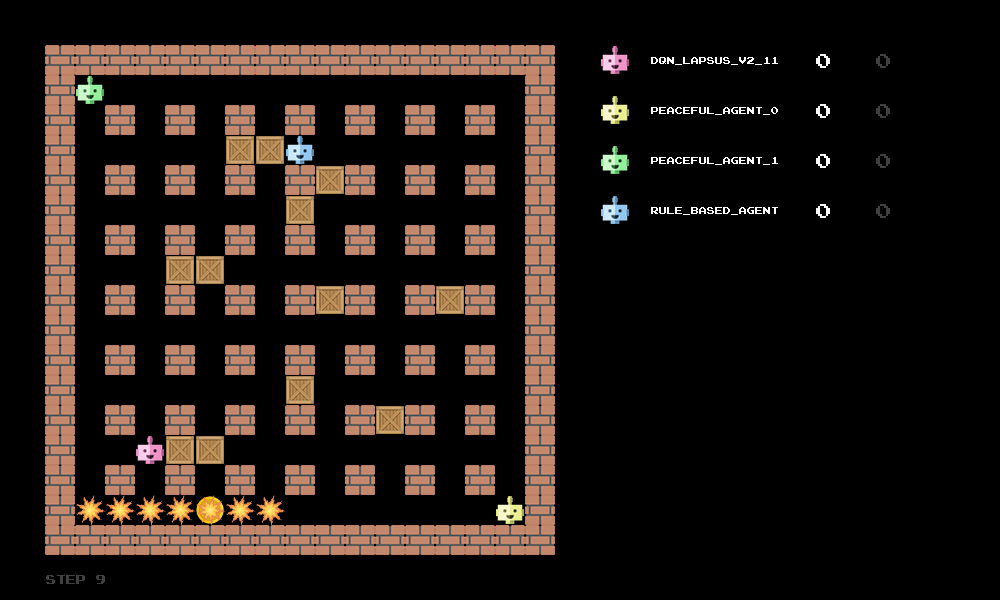 DQN_LAPSUS_V2_11 0 0
PEACEFUL_AGENT_0 0 0
PEACEFUL_AGENT_1 0 0
RULE_BASED_AGENT 0 0
STEP 9